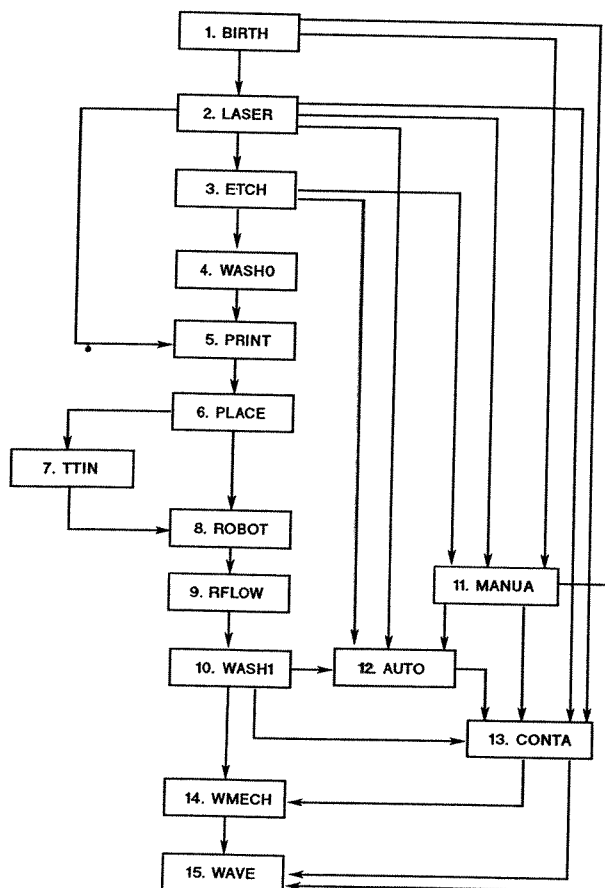 1. BIRTH
2. LASER
3. ETCH
4. WASH0
5. PRINT
6. PLACE
7. TTIN
8. ROBOT
9. RFLOW
11. MANUA
10. WASH1
12. AUTO
13. CONTA
14. WMECH
15. WAVE